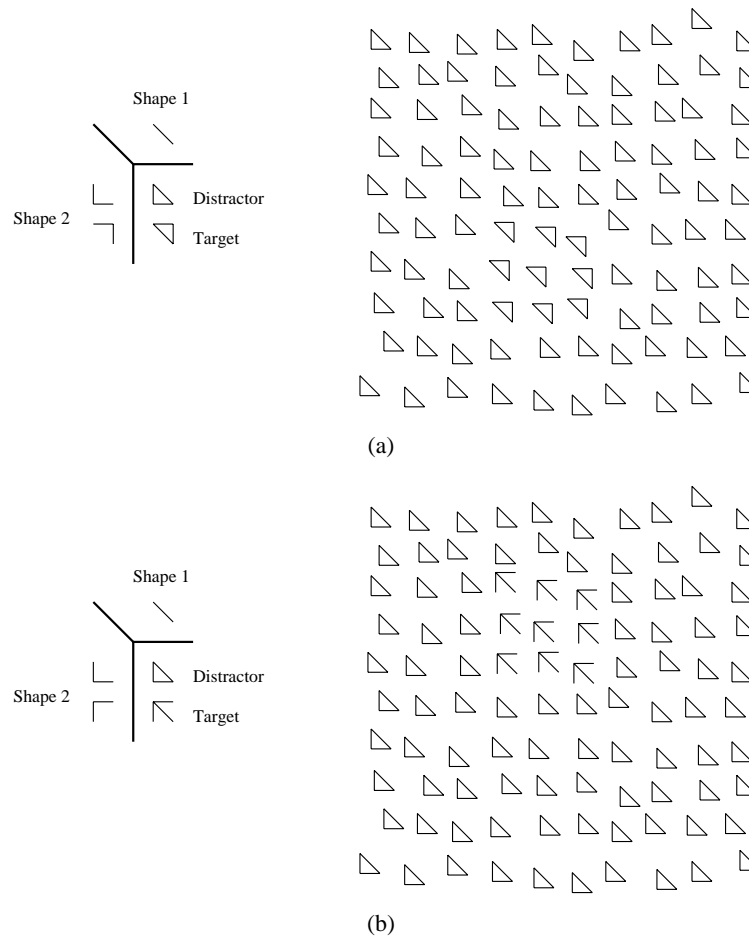 Shape 1
Distractor
Shape 2
Target
(a)
Shape 1
Distractor
Shape 2
Target
(b)